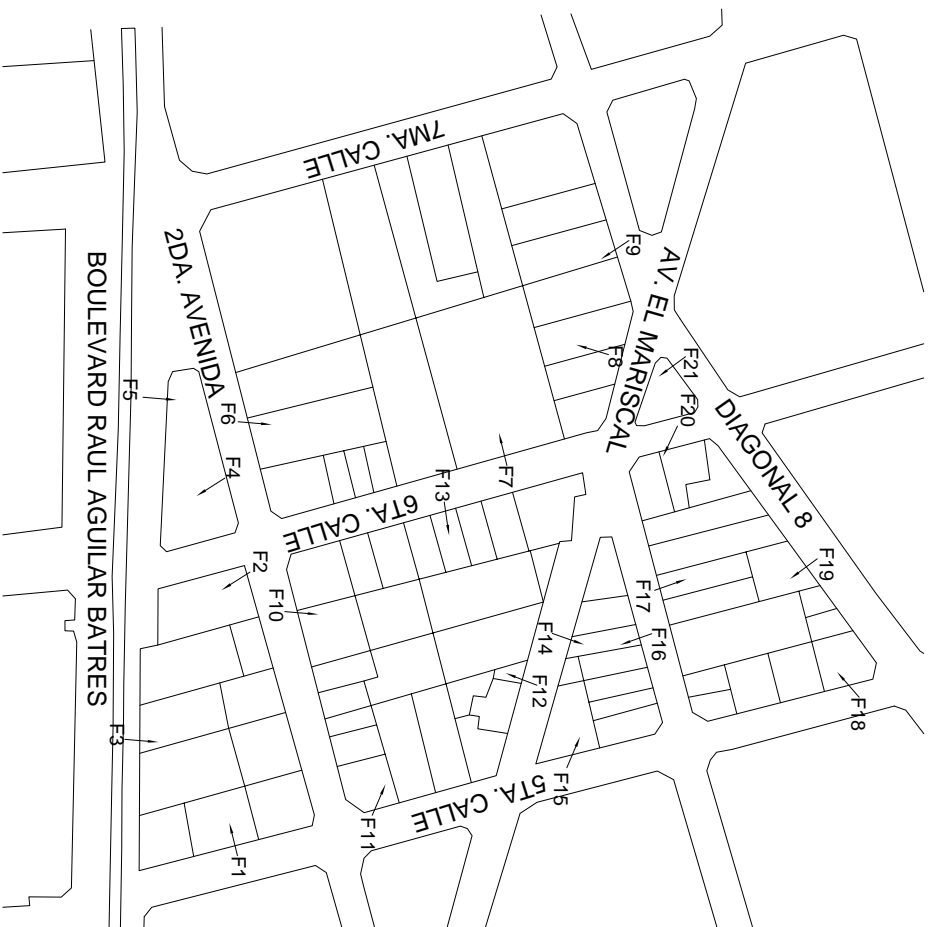 7MA. CALLE
2DA. AVENIDA
BOULEVARD RAUL AGUILAR BATRES
AV. EL MARISCAL
DIAGONAL 8
6TA. CALLE
5TA. CALLE
F9
F21
F8
F20
F5
F6
F4
F7
F13
F2
F10
F17
F19
F14
F16
F12
F18
F3
F15
F11
F1